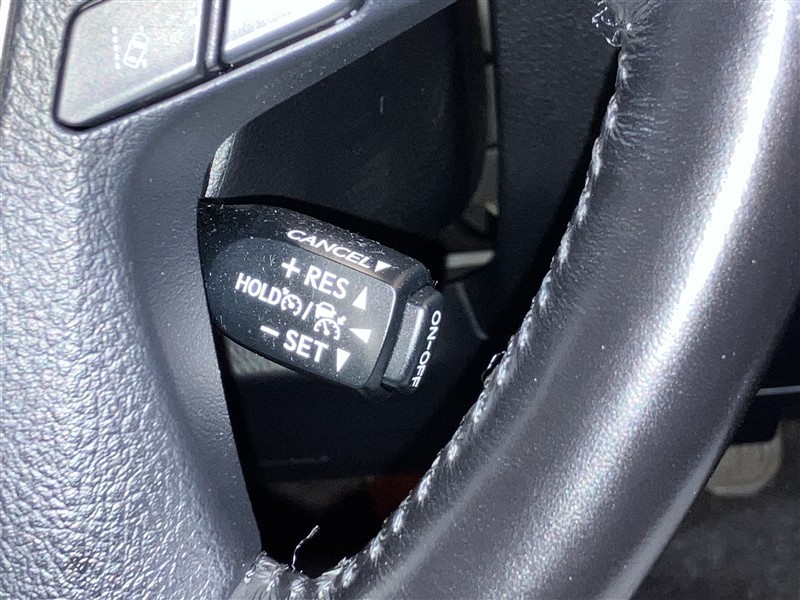 CANCEL▼
+ RES ▲
HOLD / ◀
− SET ▼
ON-OFF